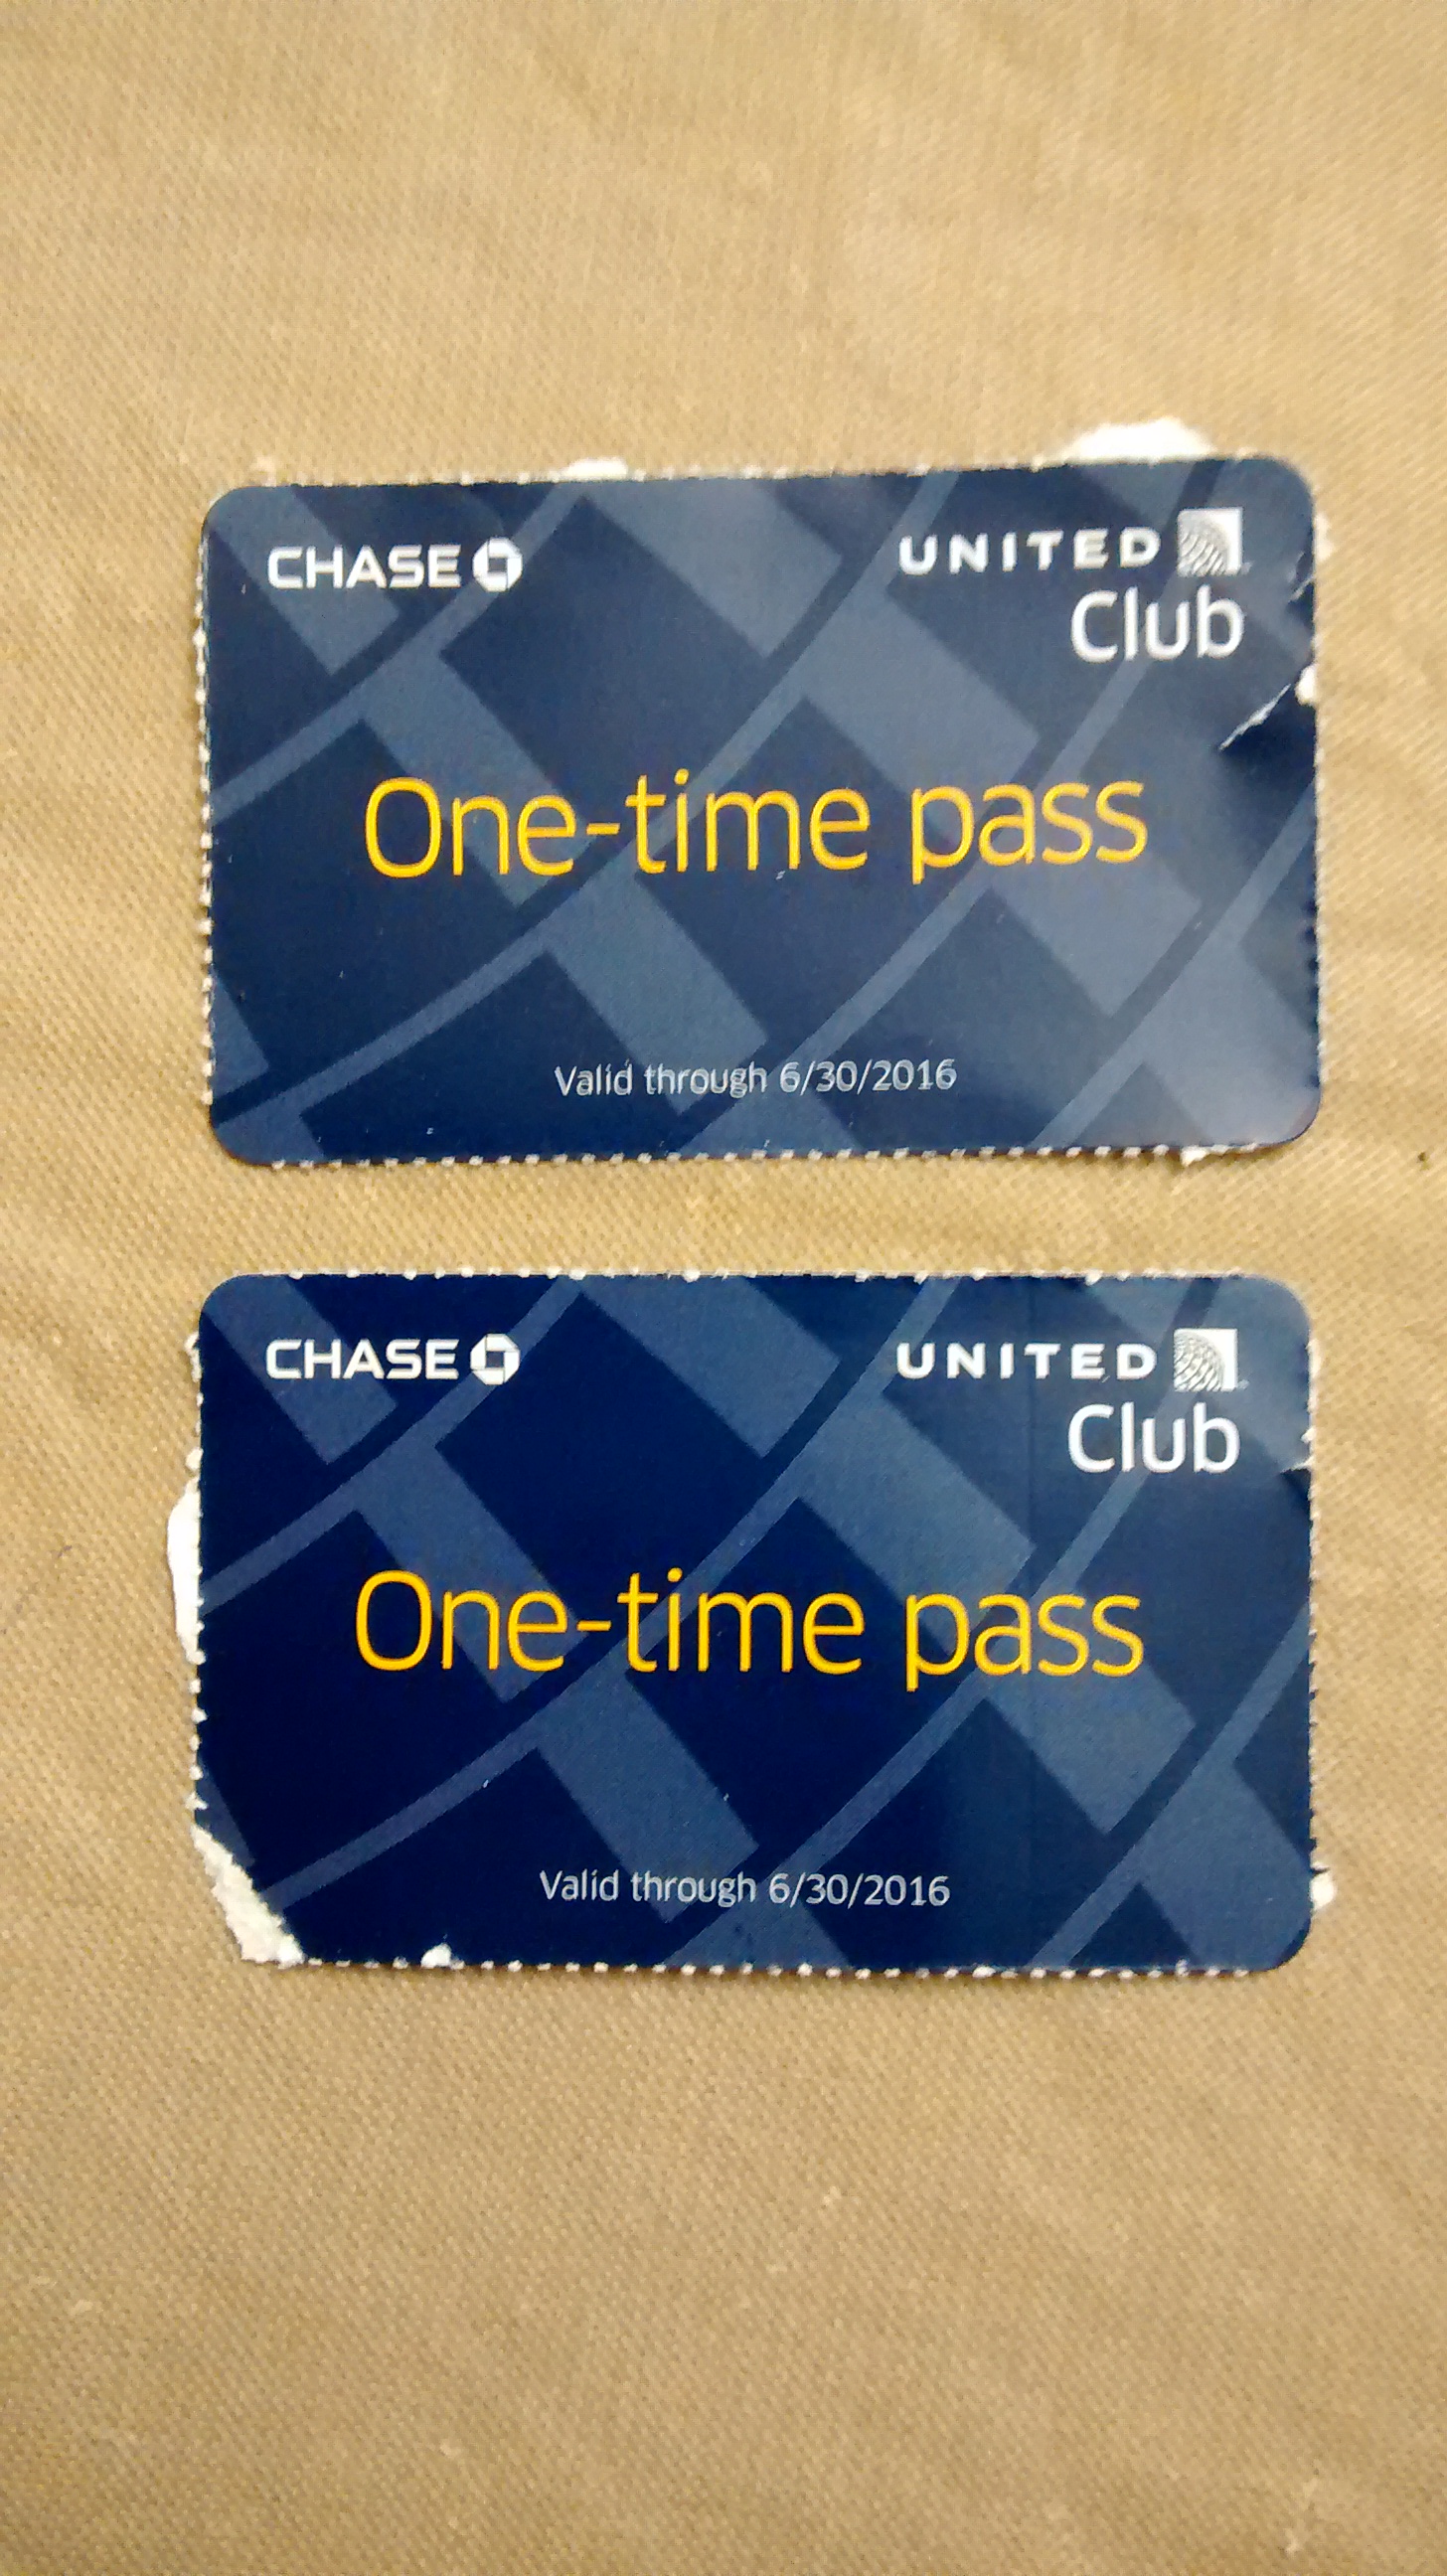 CHASE
UNITED
Club
One-time pass
Valid through 6/30/2016
CHASE
UNITED
Club
One-time pass
Valid through 6/30/2016